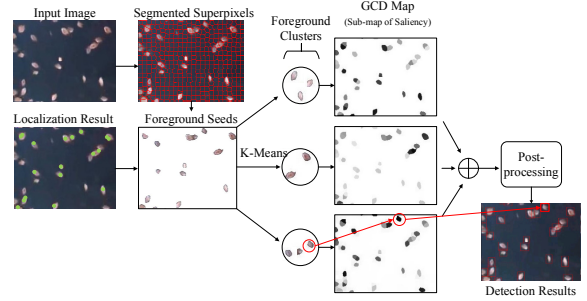 Input Image
Segmented Superpixels
Foreground
Clusters
GCD Map
(Sub-map of Saliency)
Localization Result
Foreground Seeds
K-Means
Post-
processing
Detection Results